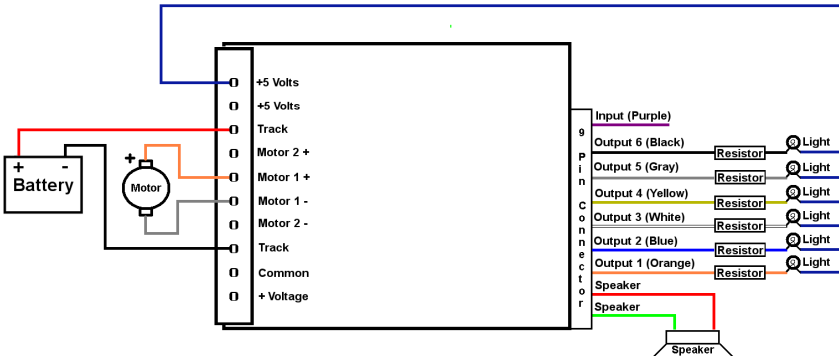 +5 Volts
+5 Volts
Track
Motor 2 +
Motor 1 +
Motor 1 -
Motor 2 -
Track
Common
+ Voltage
+ -
Battery
+
Motor
9 Pin Connector
Input (Purple)
Output 6 (Black)
Resistor
Light
Output 5 (Gray)
Resistor
Light
Output 4 (Yellow)
Resistor
Light
Output 3 (White)
Resistor
Light
Output 2 (Blue)
Resistor
Light
Output 1 (Orange)
Resistor
Light
Speaker
Speaker
Speaker